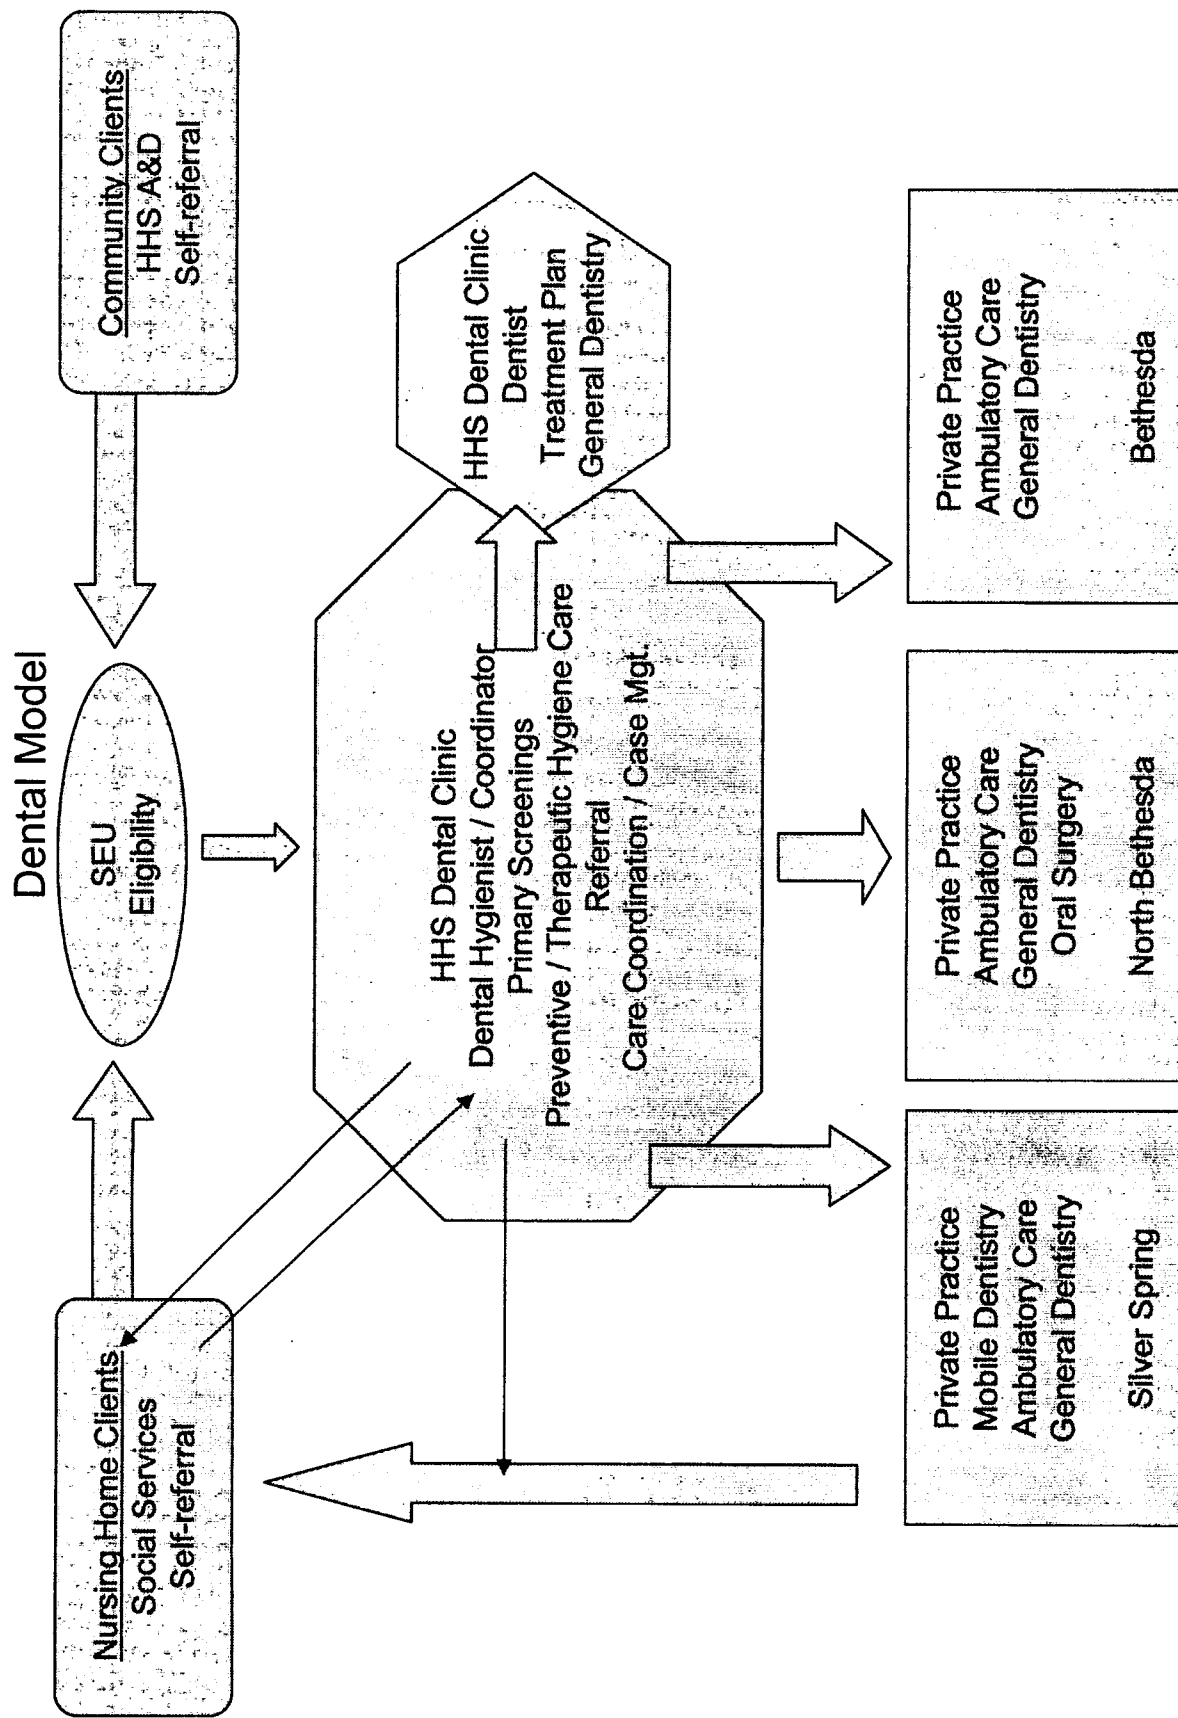 Dental Model
Nursing Home Clients
Social Services
Self-referral
SEU
Eligibility
Community Clients
HHS A&D
Self-referral
HHS Dental Clinic
Dental Hygienist / Coordinator
Primary Screenings
Preventive / Therapeutic Hygiene Care
Referral
Care Coordination / Case Mgt.
HHS Dental Clinic
Dentist
Treatment Plan
General Dentistry
Private Practice
Mobile Dentistry
Ambulatory Care
General Dentistry
Silver Spring
Private Practice
Ambulatory Care
General Dentistry
Oral Surgery
North Bethesda
Private Practice
Ambulatory Care
General Dentistry
Bethesda